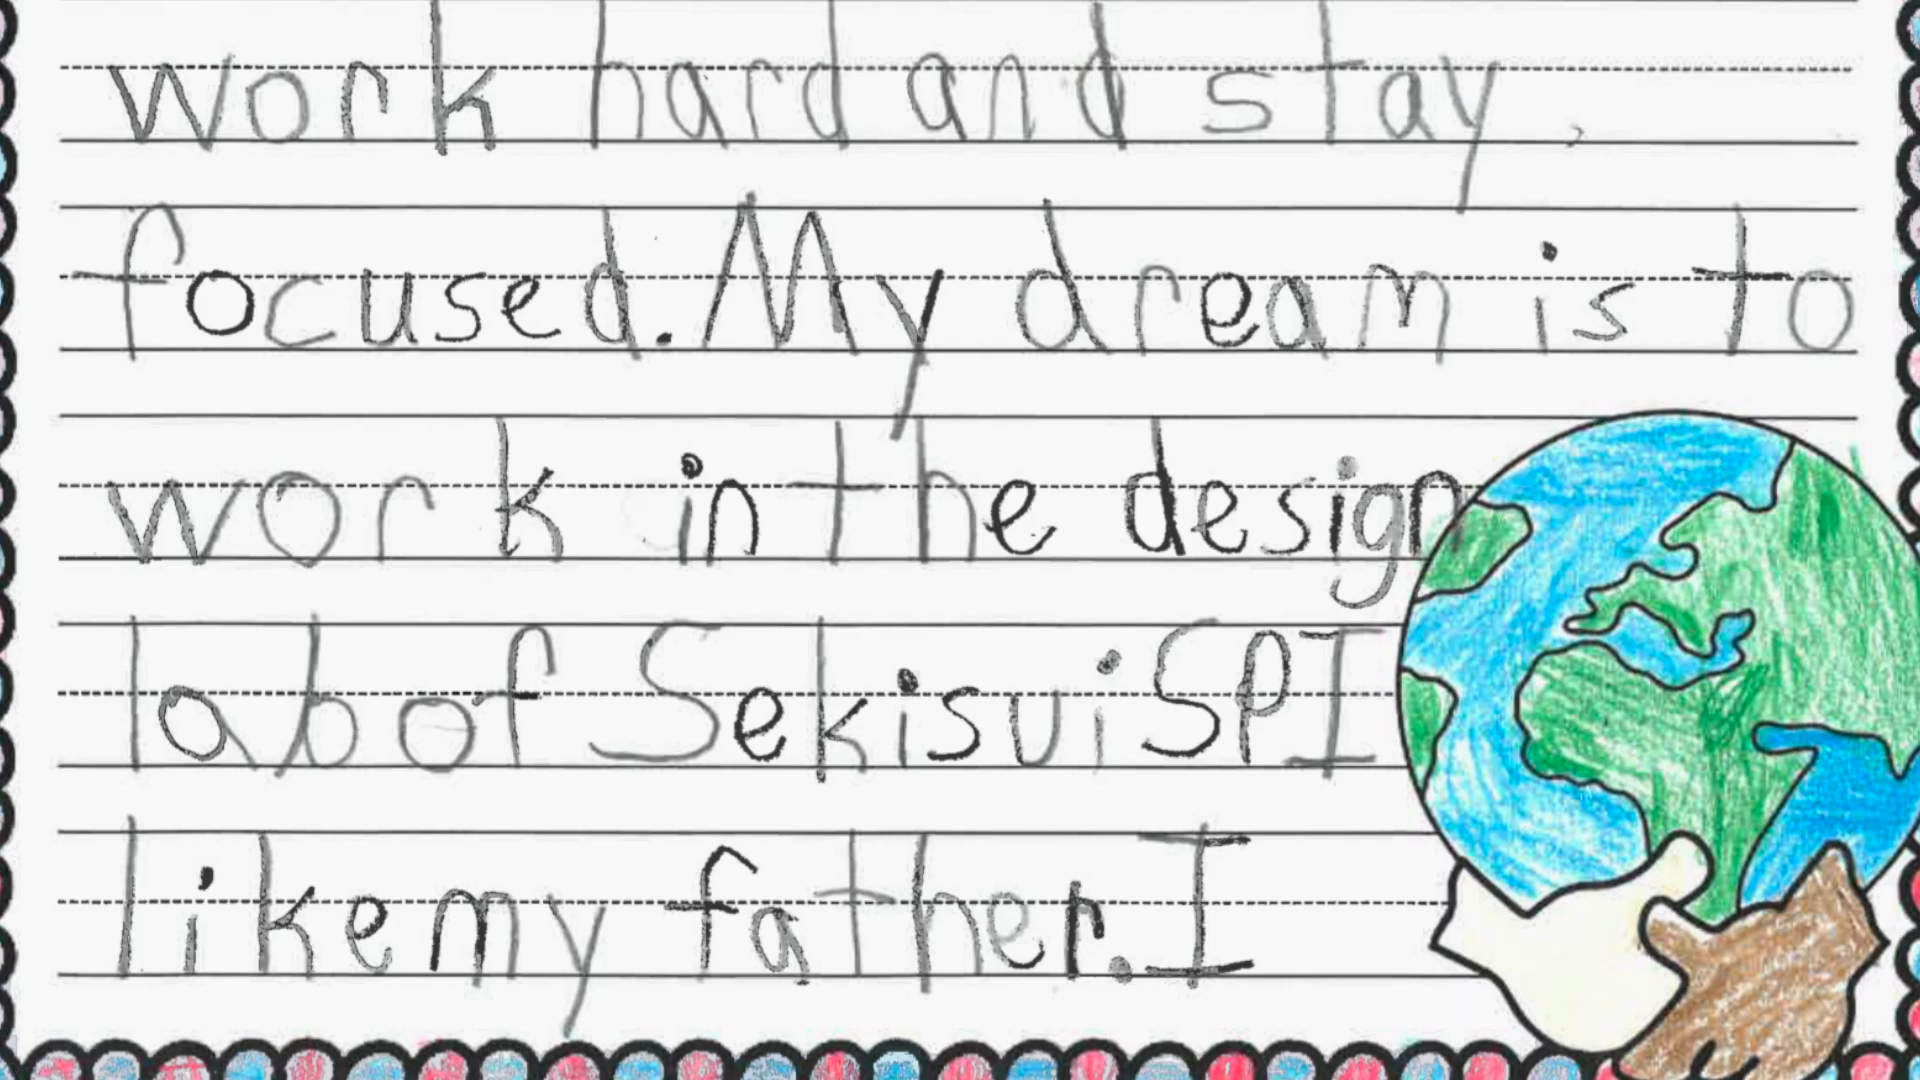 work hard and stay
focused. My dream is to
work in the design
lab of Sekisui SPI
like my father. I